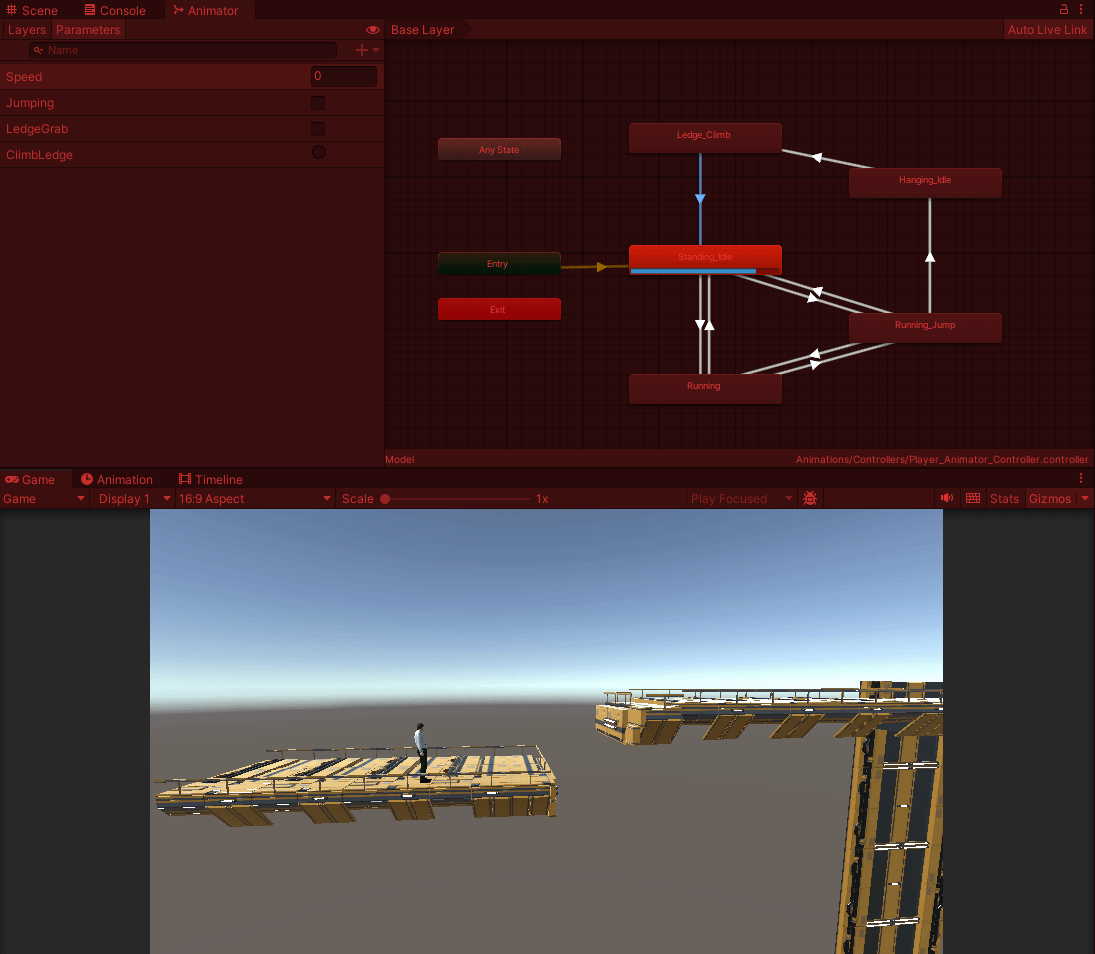 Scene Console Animator
Layers Parameters Base Layer Auto Live Link
Name
Speed 0
Jumping
LedgeGrab
ClimbLedge
Ledge_Climb
Any State
Hanging_Idle
Standing_Idle
Entry
Exit
Running_Jump
Running
Model Animations/Controllers/Player_Animator_Controller.controller
Game Animation Timeline
Game Display 1 16:9 Aspect Scale 1x Play Focused Stats Gizmos